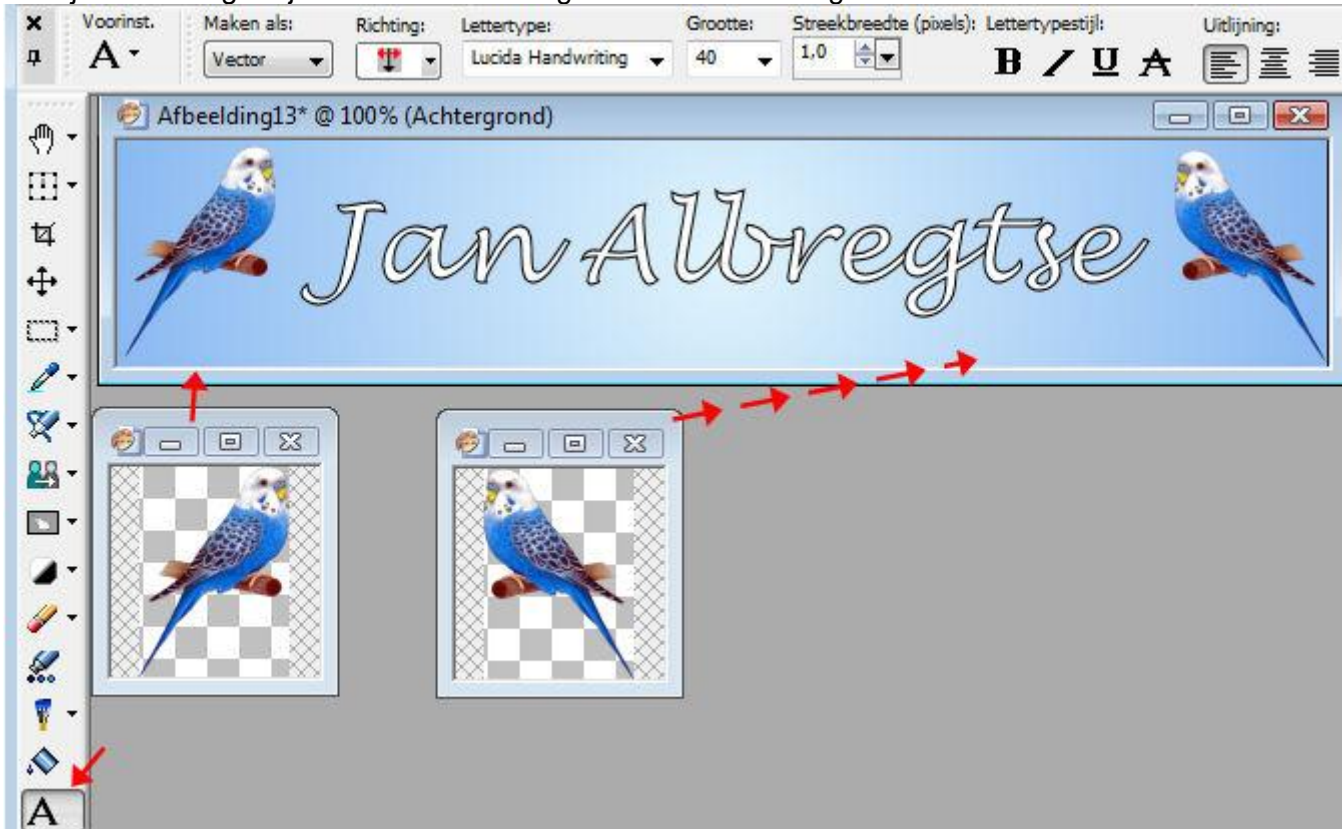 Voorinst. Maken als: Richting: Lettertype: Grootte: Streekbreedte (pixels): Lettertypestijl: Uitlijning:
A Vector Lucida Handwriting 40 1,0 B / U A
Afbeelding13* @ 100% (Achtergrond)
Jan Albregtse
A